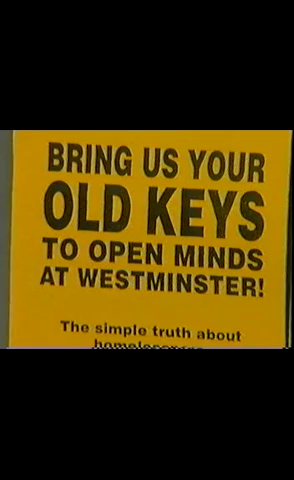 BRING US YOUR
OLD KEYS
TO OPEN MINDS
AT WESTMINSTER!
The simple truth about